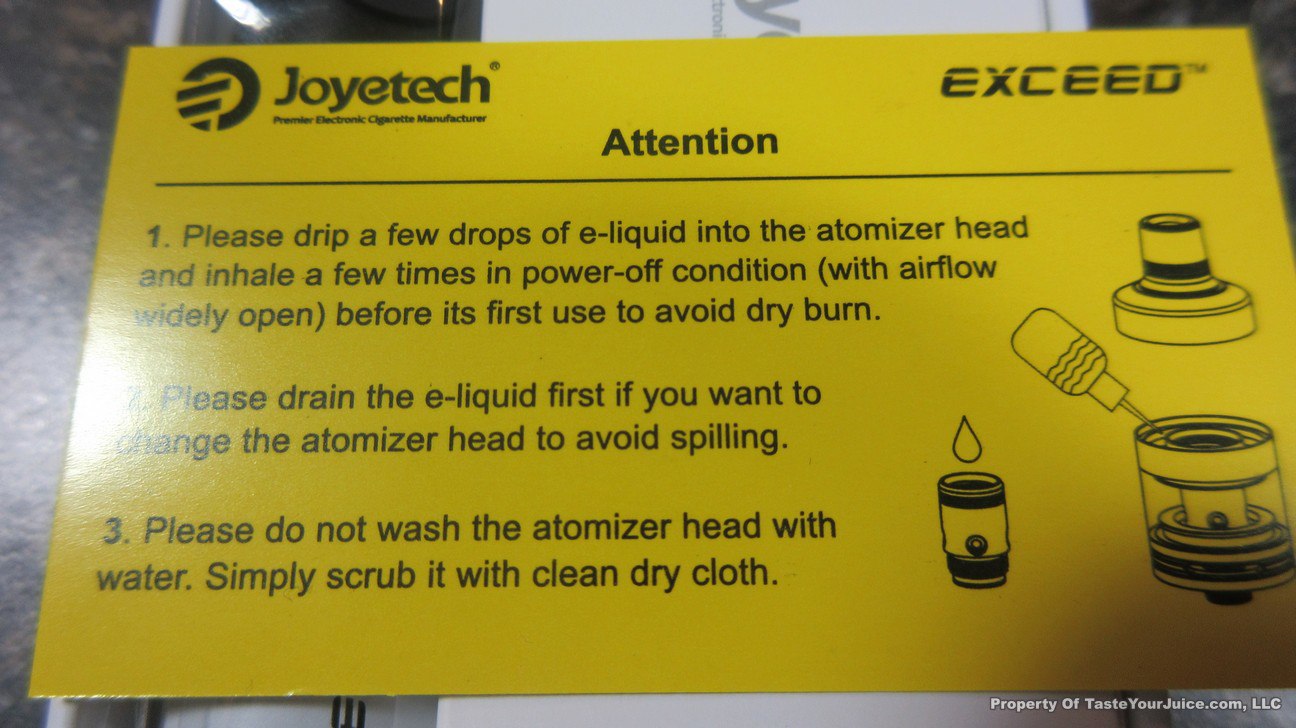 Joyetech®
Premier Electronic Cigarette Manufacturer
EXCEED™
Attention
1. Please drip a few drops of e-liquid into the atomizer head
and inhale a few times in power-off condition (with airflow
widely open) before its first use to avoid dry burn.
2. Please drain the e-liquid first if you want to
change the atomizer head to avoid spilling.
3. Please do not wash the atomizer head with
water. Simply scrub it with clean dry cloth.
Property Of TasteYourJuice.com, LLC